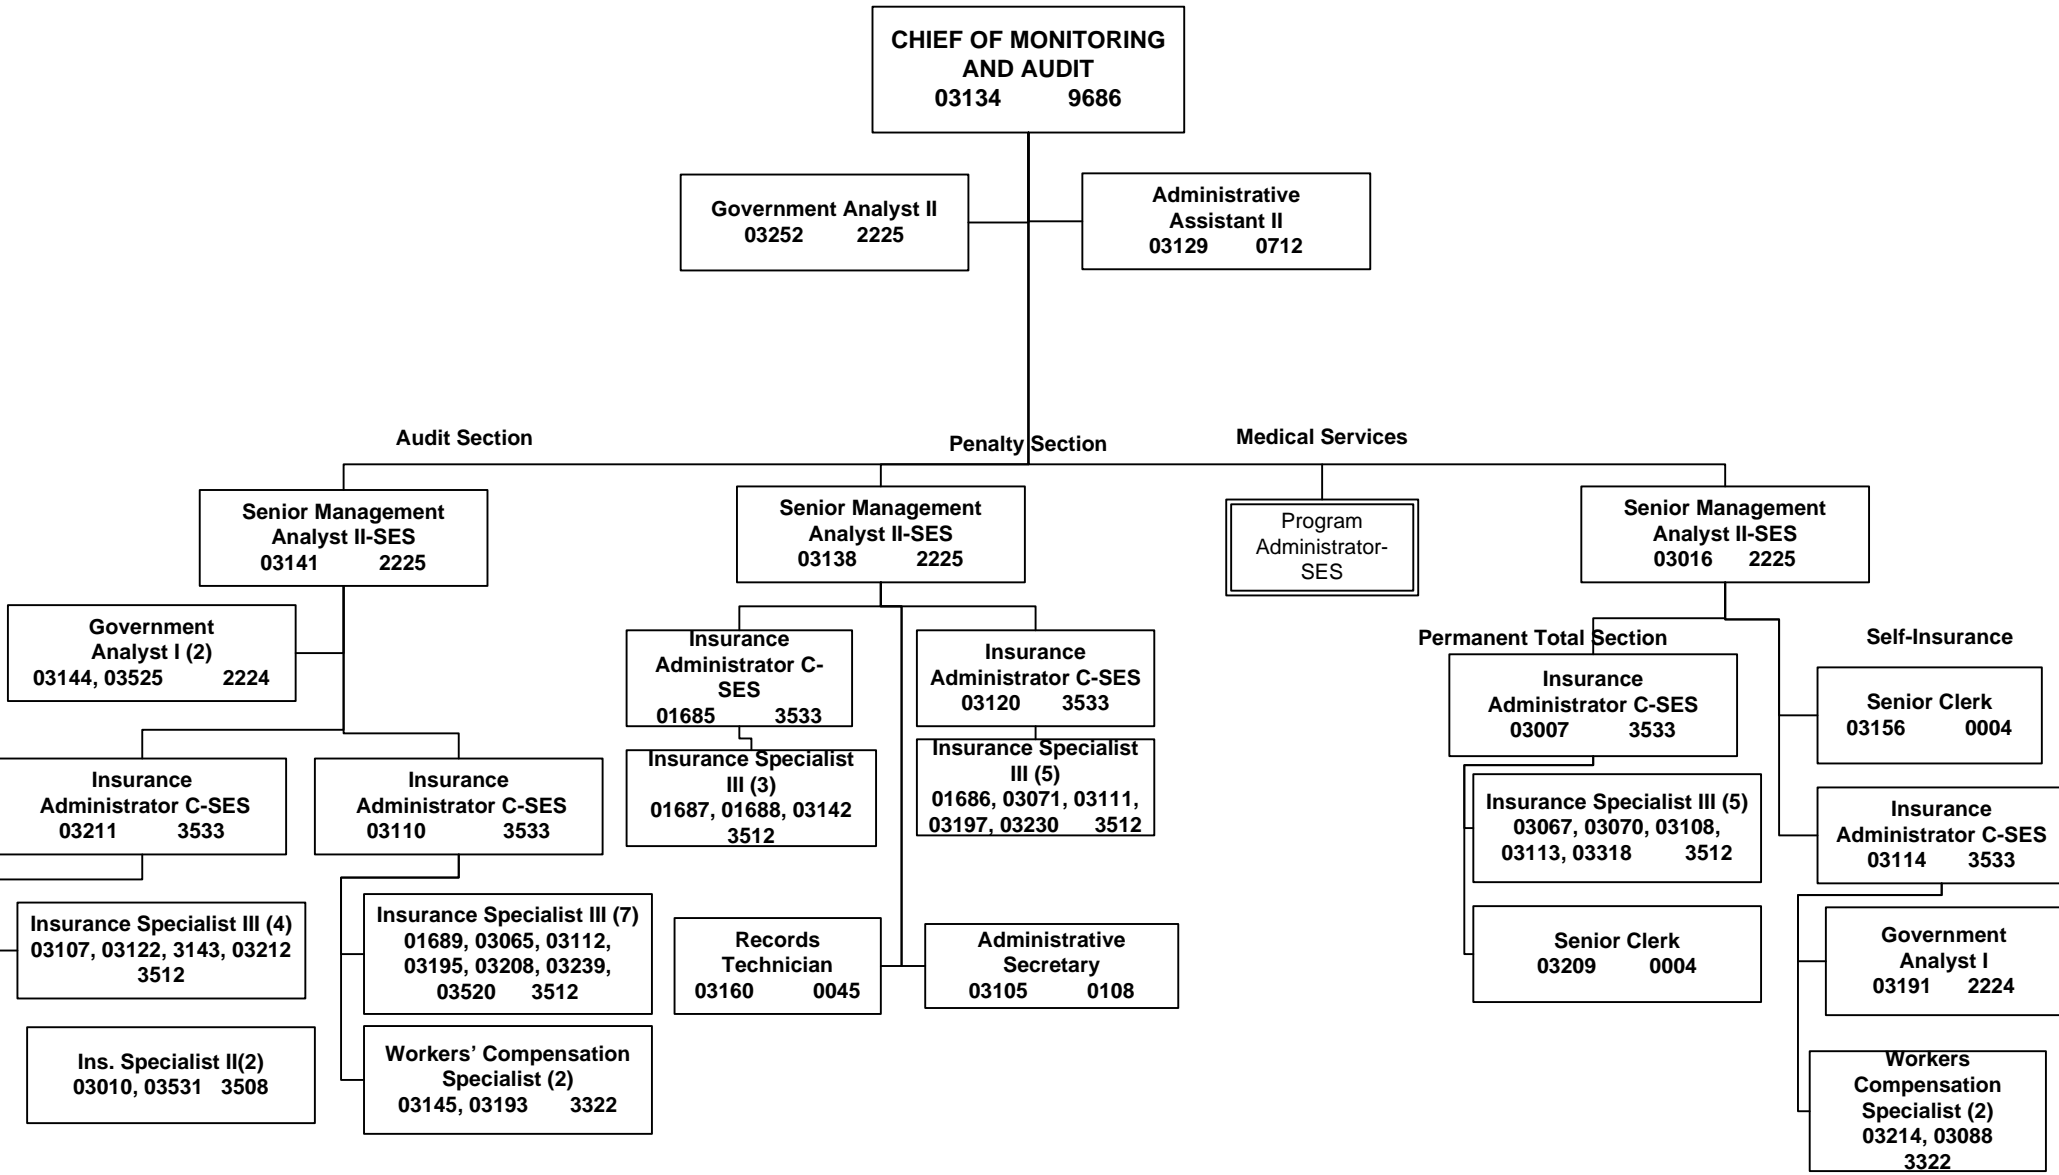 CHIEF OF MONITORING
AND AUDIT
03134 9686
Government Analyst II
03252 2225
Administrative
Assistant II
03129 0712
Audit Section
Penalty Section
Medical Services
Senior Management
Analyst II-SES
03141 2225
Senior Management
Analyst II-SES
03138 2225
Program
Administrator-
SES
Senior Management
Analyst II-SES
03016 2225
Government
Analyst I (2)
03144, 03525 2224
Insurance
Administrator C-SES
03211 3533
Insurance
Administrator C-SES
03110 3533
Insurance Specialist III (4)
03107, 03122, 3143, 03212
3512
Ins. Specialist II(2)
03010, 03531 3508
Insurance Specialist III (7)
01689, 03065, 03112,
03195, 03208, 03239,
03520 3512
Workers’ Compensation
Specialist (2)
03145, 03193 3322
Insurance
Administrator C-
SES
01685 3533
Insurance Specialist
III (3)
01687, 01688, 03142
3512
Insurance
Administrator C-SES
03120 3533
Insurance Specialist
III (5)
01686, 03071, 03111,
03197, 03230 3512
Records
Technician
03160 0045
Administrative
Secretary
03105 0108
Permanent Total Section
Insurance
Administrator C-SES
03007 3533
Insurance Specialist III (5)
03067, 03070, 03108,
03113, 03318 3512
Senior Clerk
03209 0004
Self-Insurance
Senior Clerk
03156 0004
Insurance
Administrator C-SES
03114 3533
Government
Analyst I
03191 2224
Workers
Compensation
Specialist (2)
03214, 03088
3322